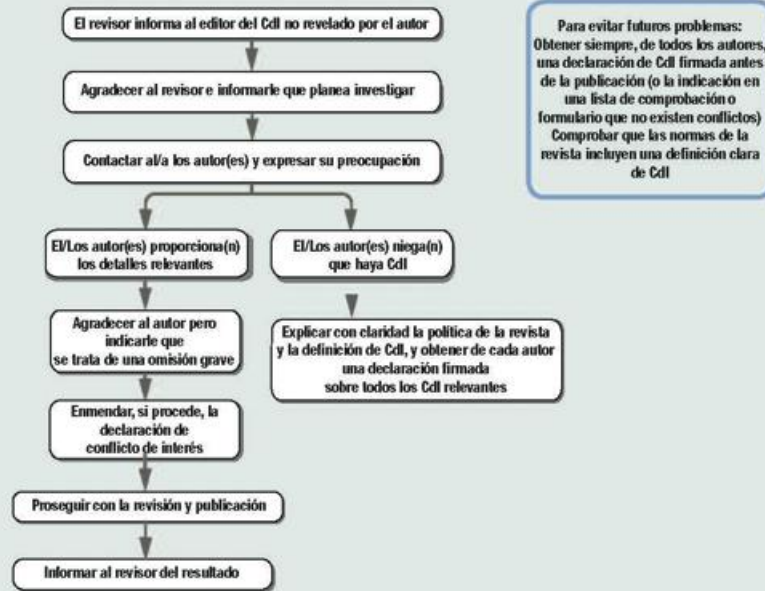 El revisor informa al editor del CdI no revelado por el autor
Agradecer al revisor e informarle que planea investigar
Contactar al/a los autor(es) y expresar su preocupación
El/Los autor(es) proporciona(n)
los detalles relevantes
El/Los autor(es) niega(n)
que haya CdI
Agradecer al autor pero
indicarle que
se trata de una omisión grave
Explicar con claridad la política de la revista
y la definición de CdI, y obtener de cada autor
una declaración firmada
sobre todos los CdI relevantes
Enmendar, si procede, la
declaración de
conflicto de interés
Proseguir con la revisión y publicación
Informar al revisor del resultado
Para evitar futuros problemas:
Obtener siempre, de todos los autores,
una declaración de CdI firmada antes
de la publicación (o la indicación en
una lista de comprobación o
formulario que no existen conflictos)
Comprobar que las normas de la
revista incluyen una definición clara
de CdI